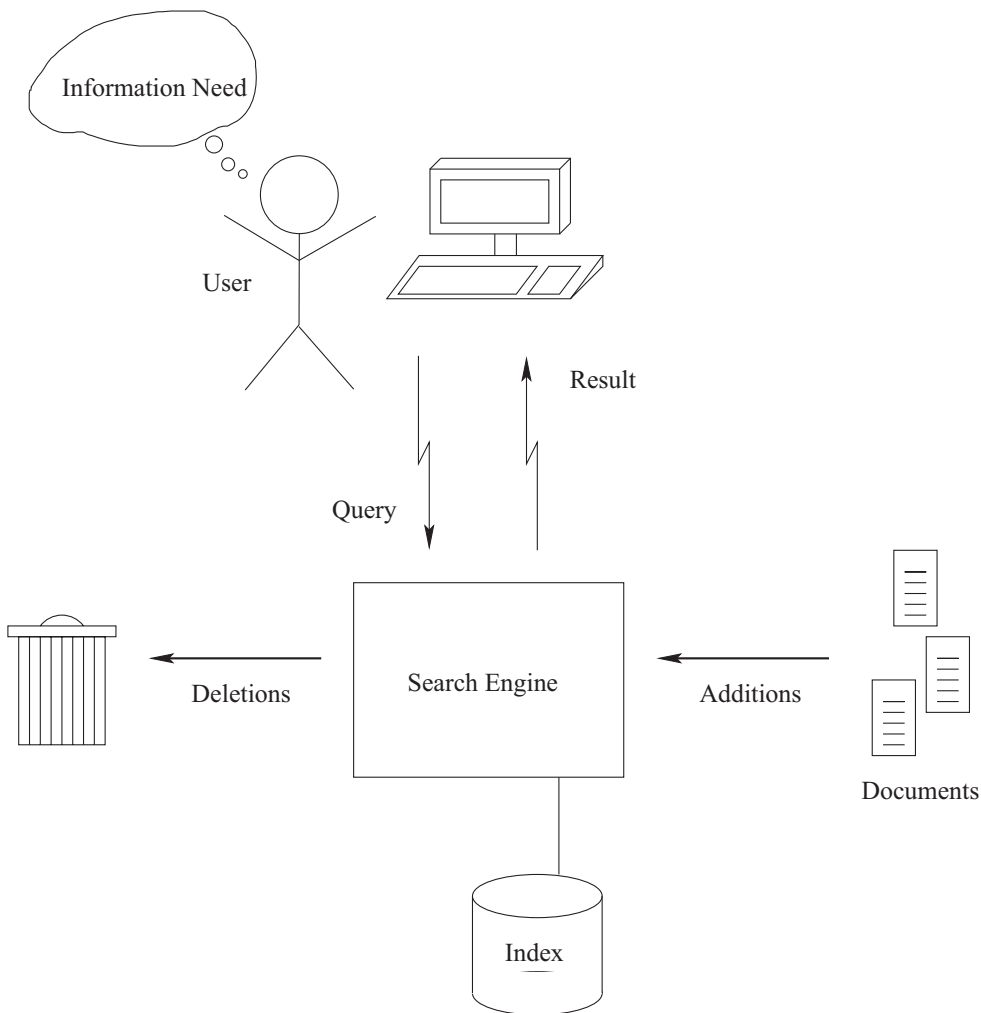 Information Need
User
Result
Query
Search Engine
Deletions
Additions
Documents
Index